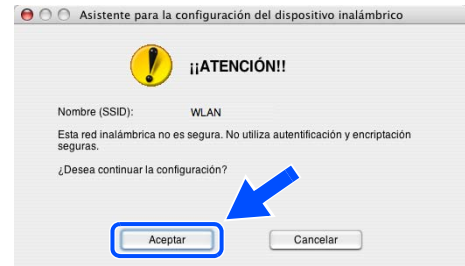 Asistente para la configuración del dispositivo inalámbrico
¡¡ATENCIÓN!!
Nombre (SSID): WLAN
Esta red inalámbrica no es segura. No utiliza autentificación y encriptación
seguras.
¿Desea continuar la configuración?
Aceptar Cancelar